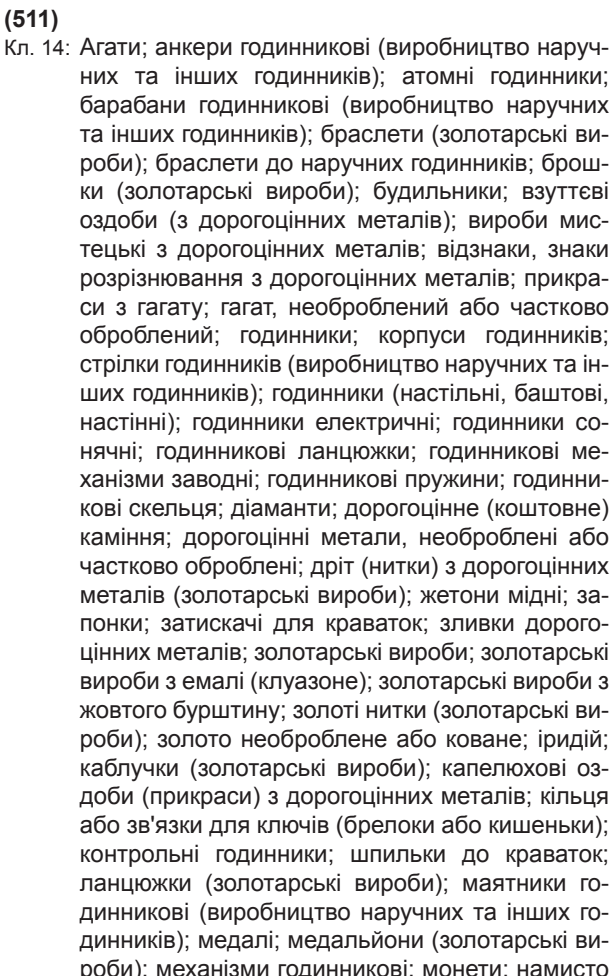 (511)
Кл. 14: Агати; анкери годинникові (виробництво наруч-
них та інших годинників); атомні годинники;
барабани годинникові (виробництво наручних
та інших годинників); браслети (золотарські ви-
роби); браслети до наручних годинників; брош-
ки (золотарські вироби); будильники; взуттєві
оздоби (з дорогоцінних металів); вироби мис-
тецькі з дорогоцінних металів; відзнаки, знаки
розрізнювання з дорогоцінних металів; прикра-
си з гагату; гагат, необроблений або частково
оброблений; годинники; корпуси годинників;
стрілки годинників (виробництво наручних та ін-
ших годинників); годинники (настільні, баштові,
настінні); годинники електричні; годинники со-
нячні; годинникові ланцюжки; годинникові ме-
ханізми заводні; годинникові пружини; годинни-
кові скельця; діаманти; дорогоцінне (коштовне)
каміння; дорогоцінні метали, необроблені або
частково оброблені; дріт (нитки) з дорогоцінних
металів (золотарські вироби); жетони мідні; за-
понки; затискачі для краваток; зливки дорого-
цінних металів; золотарські вироби; золотарські
вироби з емалі (клуазоне); золотарські вироби з
жовтого бурштину; золоті нитки (золотарські ви-
роби); золото необроблене або коване; іридій;
каблучки (золотарські вироби); капелюхові оз-
доби (прикраси) з дорогоцінних металів; кільця
або зв'язки для ключів (брелоки або кишеньки);
контрольні годинники; шпильки до краваток;
ланцюжки (золотарські вироби); маятники го-
динникові (виробництво наручних та інших го-
динників); медалі; медальйони (золотарські ви-
роби); механізми годинникові; монети; намисто